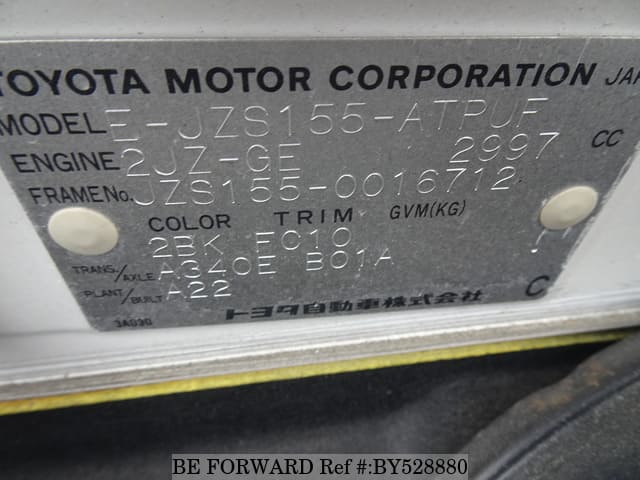 TOYOTA MOTOR CORPORATION JAP
MODEL E-JZS155-ATPUF
ENGINE 2JZ-GE 2997 CC
FRAME No. JZS155-0016712
COLOR TRIM GVM(KG)
2BK FC10
TRANS./AXLE A340E B01A
PLANT/BUILT A22 C
3A030 トヨタ自動車株式会社
BE FORWARD Ref #:BY528880